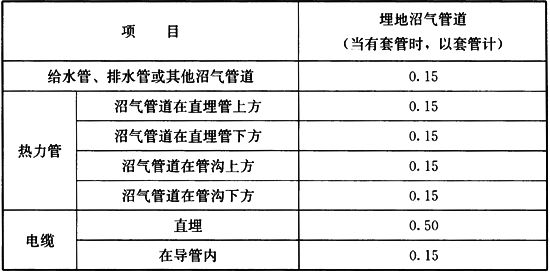 项 目 埋地沼气管道
(当有套管时，以套管计)
给水管、排水管或其他沼气管道 0.15
热力管 沼气管道在直埋管上方 0.15
沼气管道在直埋管下方 0.15
沼气管道在管沟上方 0.15
沼气管道在管沟下方 0.15
电缆 直埋 0.50
在导管内 0.15